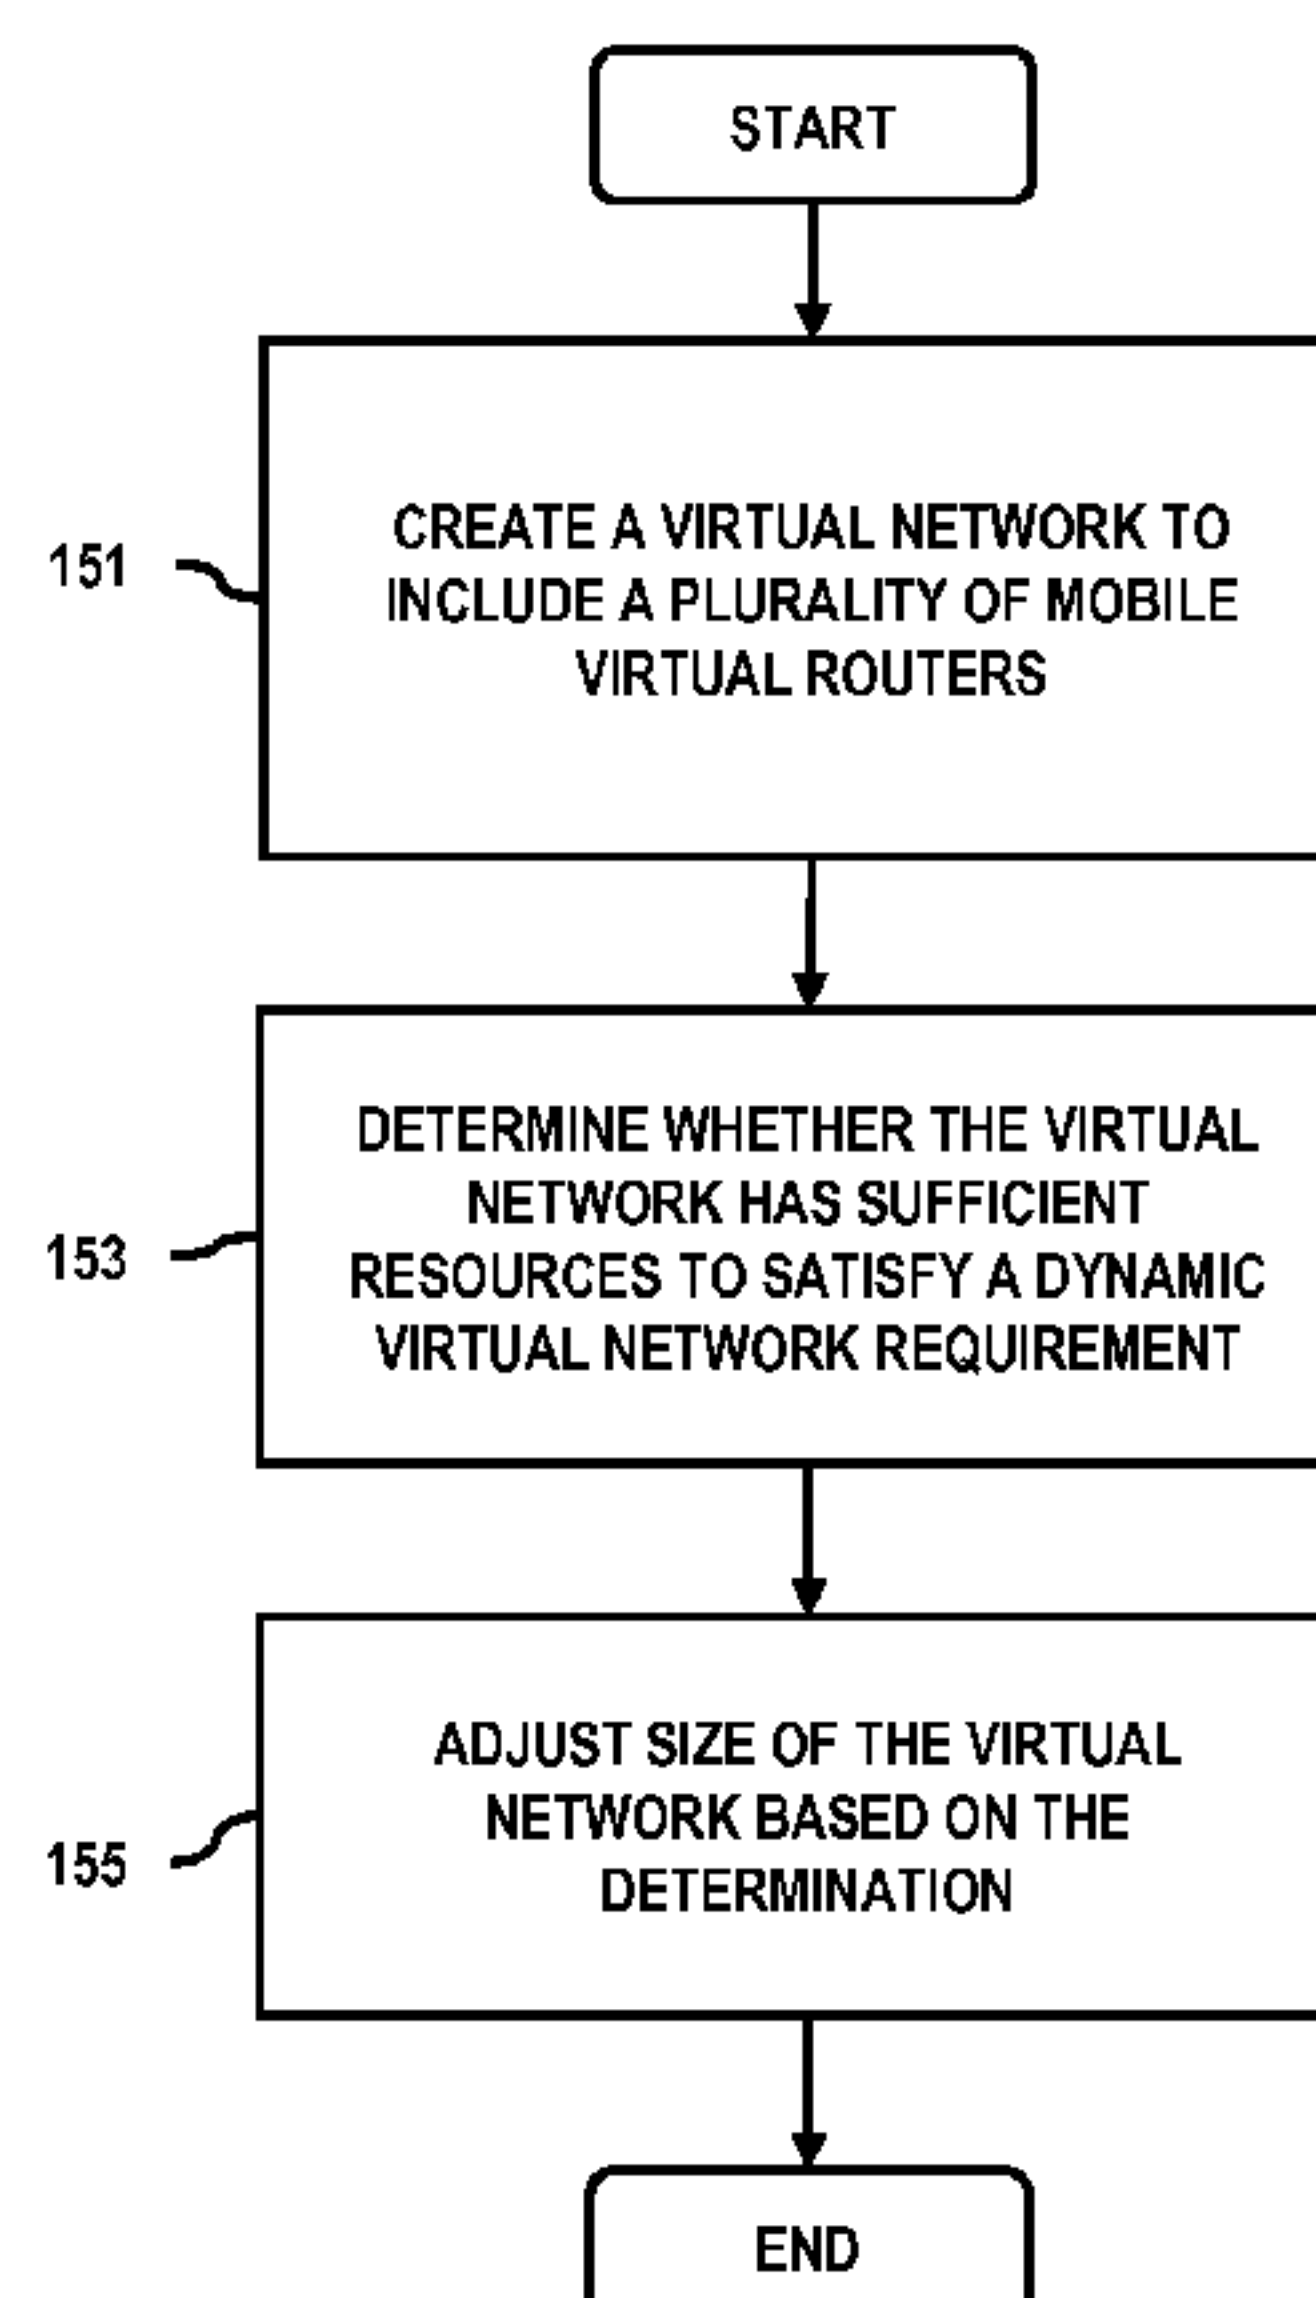 START
CREATE A VIRTUAL NETWORK TO
INCLUDE A PLURALITY OF MOBILE
VIRTUAL ROUTERS
151
DETERMINE WHETHER THE VIRTUAL
NETWORK HAS SUFFICIENT
RESOURCES TO SATISFY A DYNAMIC
VIRTUAL NETWORK REQUIREMENT
153
ADJUST SIZE OF THE VIRTUAL
NETWORK BASED ON THE
DETERMINATION
155
END